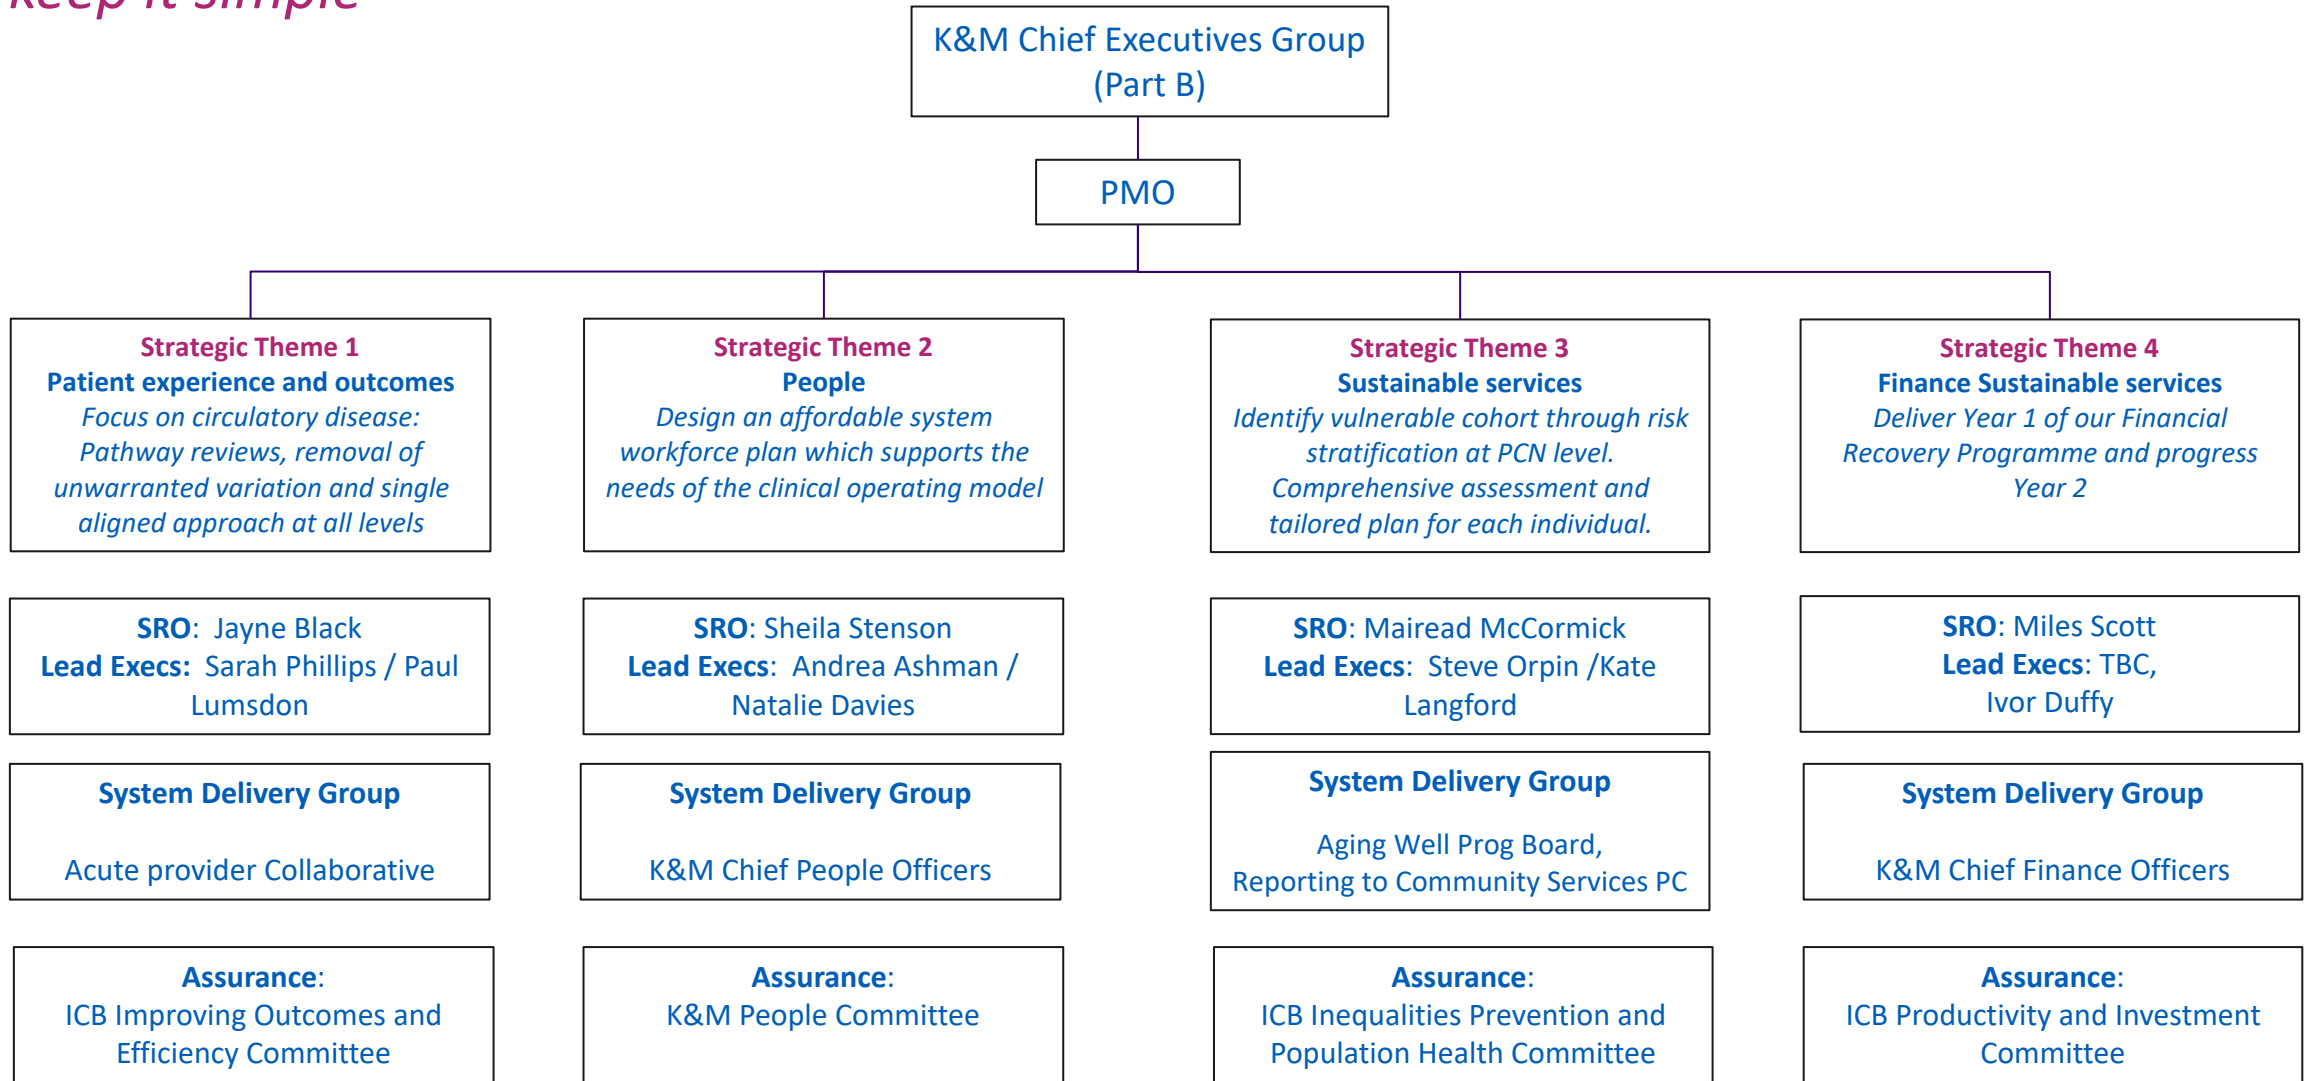 keep it simple
K&M Chief Executives Group
(Part B)
PMO
Strategic Theme 1
Patient experience and outcomes
Focus on circulatory disease:
Pathway reviews, removal of
unwarranted variation and single
aligned approach at all levels
Strategic Theme 2
People
Design an affordable system
workforce plan which supports the
needs of the clinical operating model
Strategic Theme 3
Sustainable services
Identify vulnerable cohort through risk
stratification at PCN level.
Comprehensive assessment and
tailored plan for each individual.
Strategic Theme 4
Finance Sustainable services
Deliver Year 1 of our Financial
Recovery Programme and progress
Year 2
SRO: Jayne Black
Lead Execs: Sarah Phillips / Paul
Lumsdon
SRO: Sheila Stenson
Lead Execs: Andrea Ashman /
Natalie Davies
SRO: Mairead McCormick
Lead Execs: Steve Orpin /Kate
Langford
SRO: Miles Scott
Lead Execs: TBC,
Ivor Duffy
System Delivery Group
Acute provider Collaborative
System Delivery Group
K&M Chief People Officers
System Delivery Group
Aging Well Prog Board,
Reporting to Community Services PC
System Delivery Group
K&M Chief Finance Officers
Assurance:
ICB Improving Outcomes and
Efficiency Committee
Assurance:
K&M People Committee
Assurance:
ICB Inequalities Prevention and
Population Health Committee
Assurance:
ICB Productivity and Investment
Committee